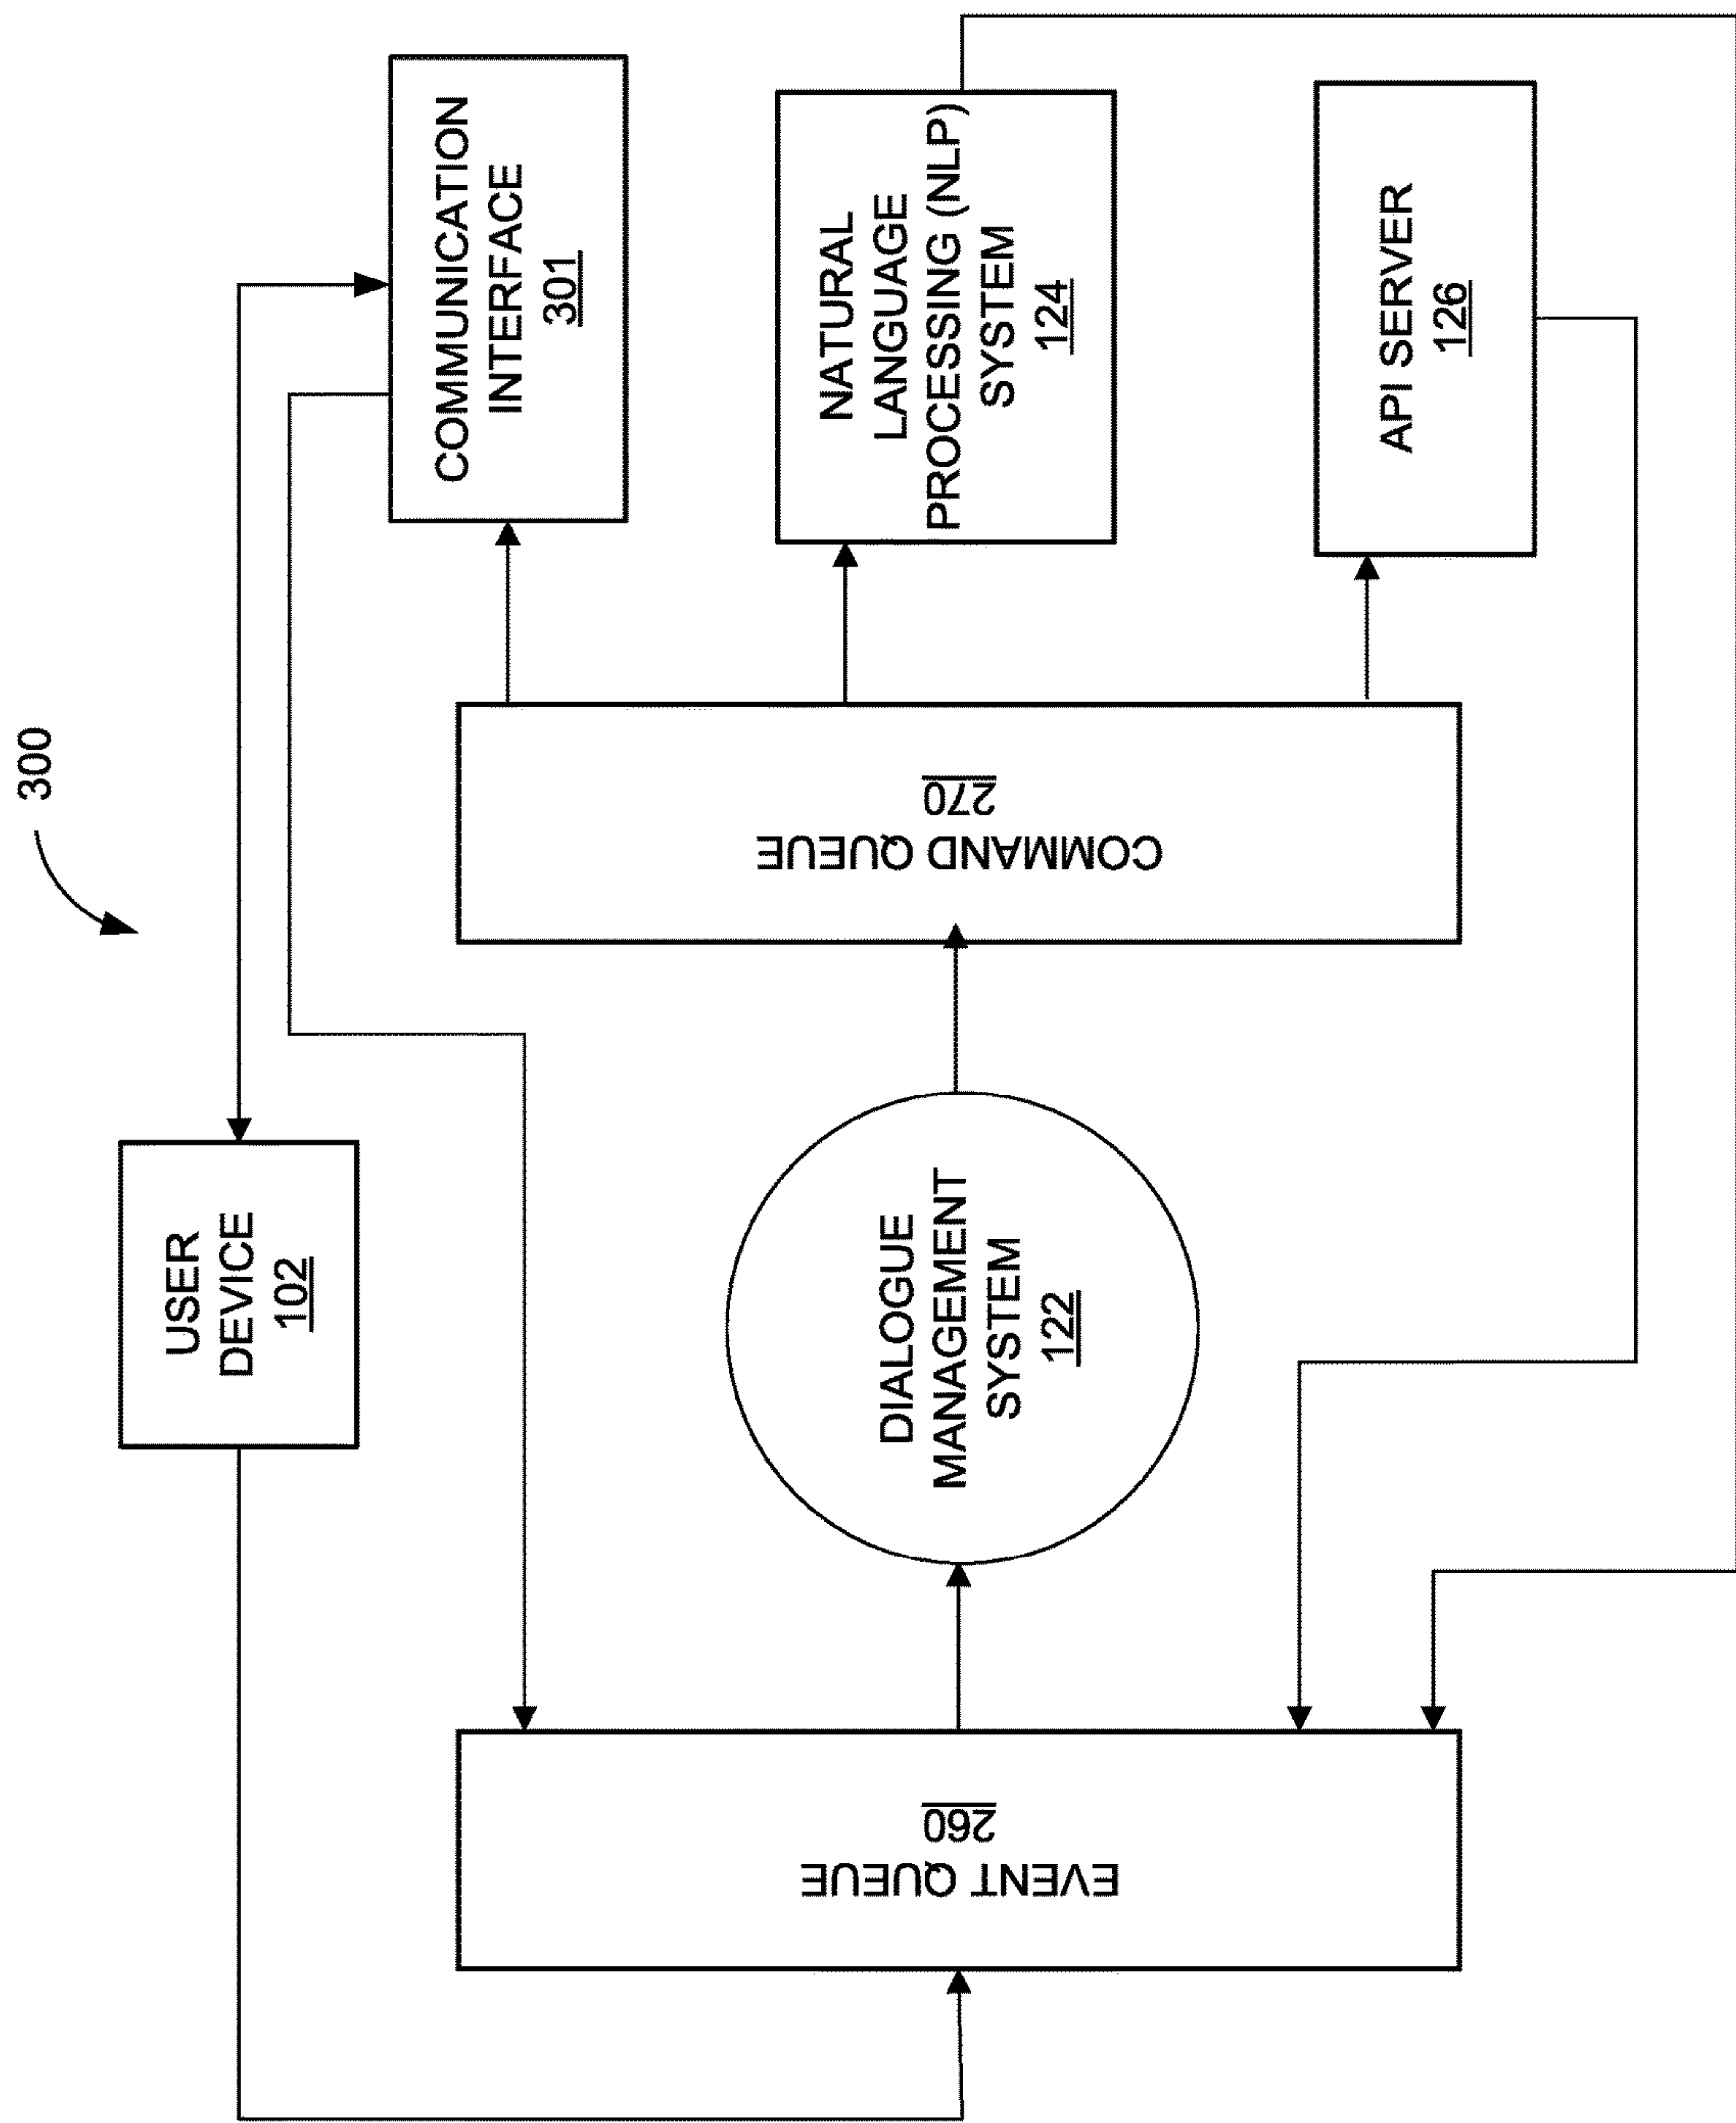 300
USER
DEVICE
102
COMMUNICATION
INTERFACE
301
EVENT QUEUE
260
DIALOGUE
MANAGEMENT
SYSTEM
122
COMMAND QUEUE
270
NATURAL
LANGUAGE
PROCESSING (NLP)
SYSTEM
124
API SERVER
126